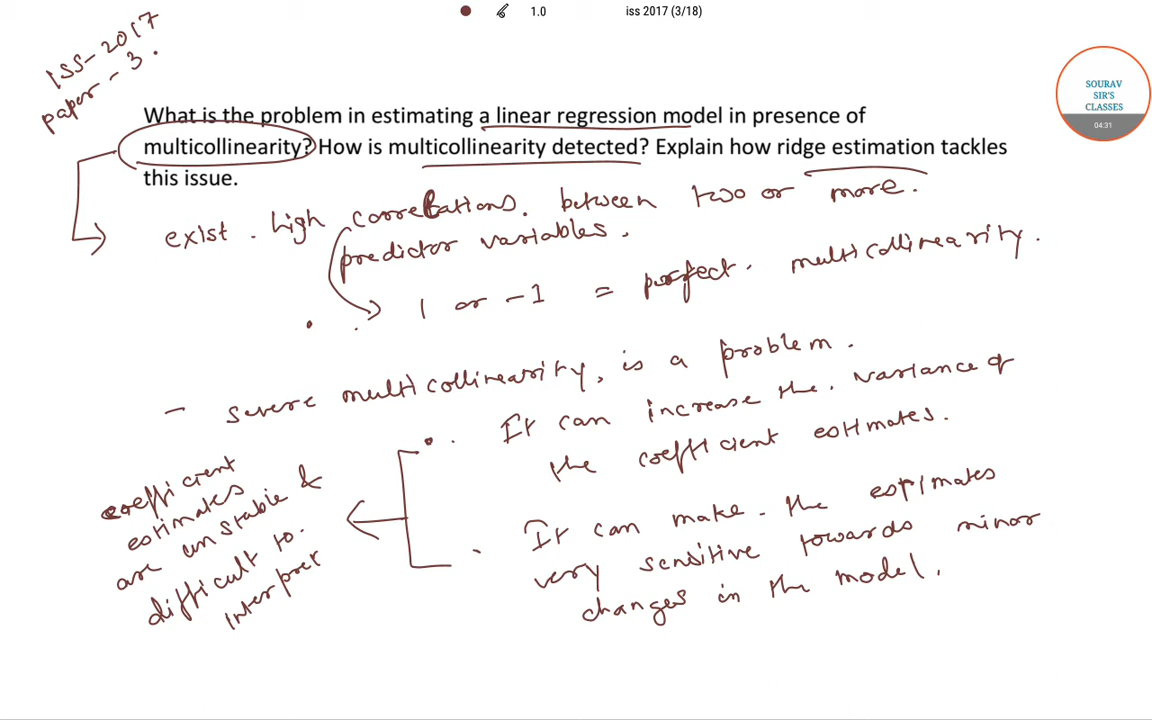 1.0
iss 2017 (3/18)
ISS-2017
paper - 3.
SOURAV
SIR'S
CLASSES
04:31
What is the problem in estimating a linear regression model in presence of
multicollinearity? How is multicollinearity detected? Explain how ridge estimation tackles
this issue.
exist. high correlations. between two or more.
predictor variables.
1 or -1 = perfect. multicollinearity.
- severe multicollinearity, is a problem.
. It can increase the. variance of
the coefficient estimates.
. It can make. the estimates
very sensitive towards minor
changes in the model.
coefficient
estimates
are unstable &
difficult to.
interpret